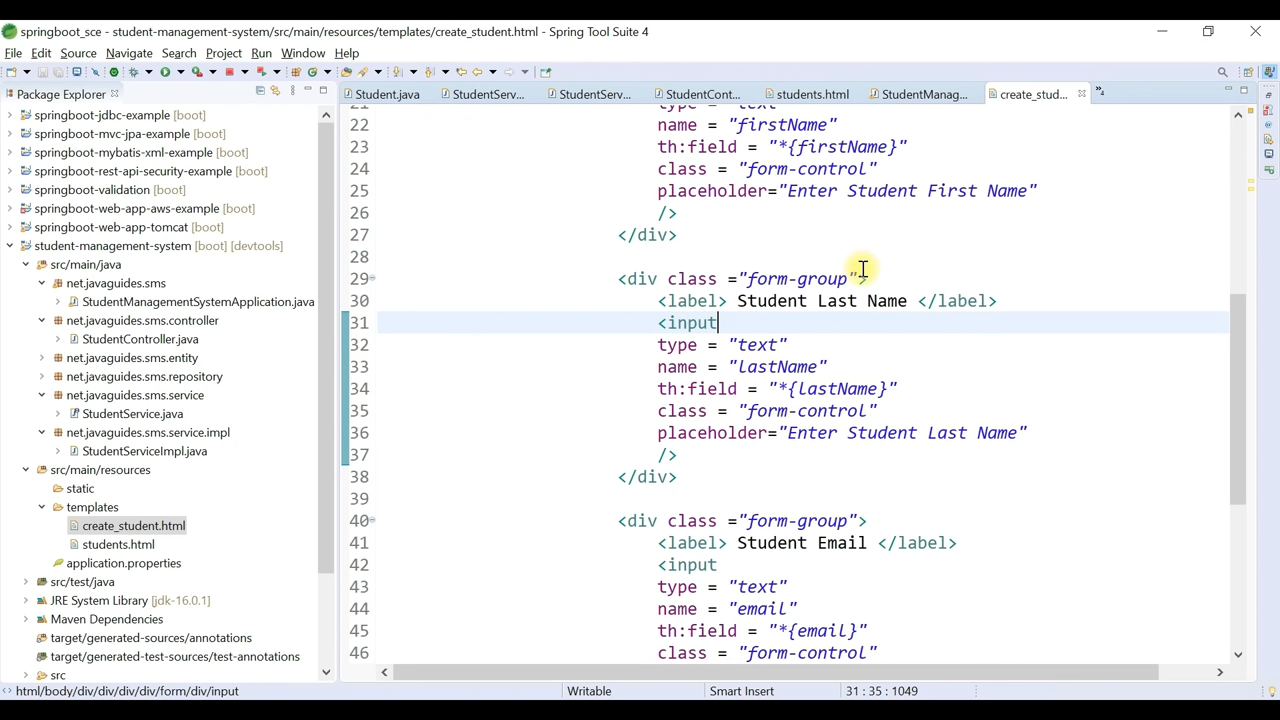 springboot_sce - student-management-system/src/main/resources/templates/create_student.html - Spring Tool Suite 4
File Edit Source Navigate Search Project Run Window Help
Package Explorer
Student.java StudentServ... StudentServ... StudentCont... students.html StudentManag... create_stud... »4
springboot-jdbc-example [boot]
springboot-mvc-jpa-example [boot]
springboot-mybatis-xml-example [boot]
springboot-rest-api-security-example [boot]
springboot-validation [boot]
springboot-web-app-aws-example [boot]
springboot-web-app-tomcat [boot]
student-management-system [boot] [devtools]
src/main/java
net.javaguides.sms
StudentManagementSystemApplication.java
net.javaguides.sms.controller
StudentController.java
net.javaguides.sms.entity
net.javaguides.sms.repository
net.javaguides.sms.service
StudentService.java
net.javaguides.sms.service.impl
StudentServiceImpl.java
src/main/resources
static
templates
create_student.html
students.html
application.properties
src/test/java
JRE System Library [jdk-16.0.1]
Maven Dependencies
target/generated-sources/annotations
target/generated-test-sources/test-annotations
src
21 type = "text"
22 name = "firstName"
23 th:field = "*{firstName}"
24 class = "form-control"
25 placeholder="Enter Student First Name"
26 />
27 </div>
28
29 <div class ="form-group">
30 <label> Student Last Name </label>
31 <input
32 type = "text"
33 name = "lastName"
34 th:field = "*{lastName}"
35 class = "form-control"
36 placeholder="Enter Student Last Name"
37 />
38 </div>
39
40 <div class ="form-group">
41 <label> Student Email </label>
42 <input
43 type = "text"
44 name = "email"
45 th:field = "*{email}"
46 class = "form-control"
html/body/div/div/div/div/form/div/input Writable Smart Insert 31 : 35 : 1049